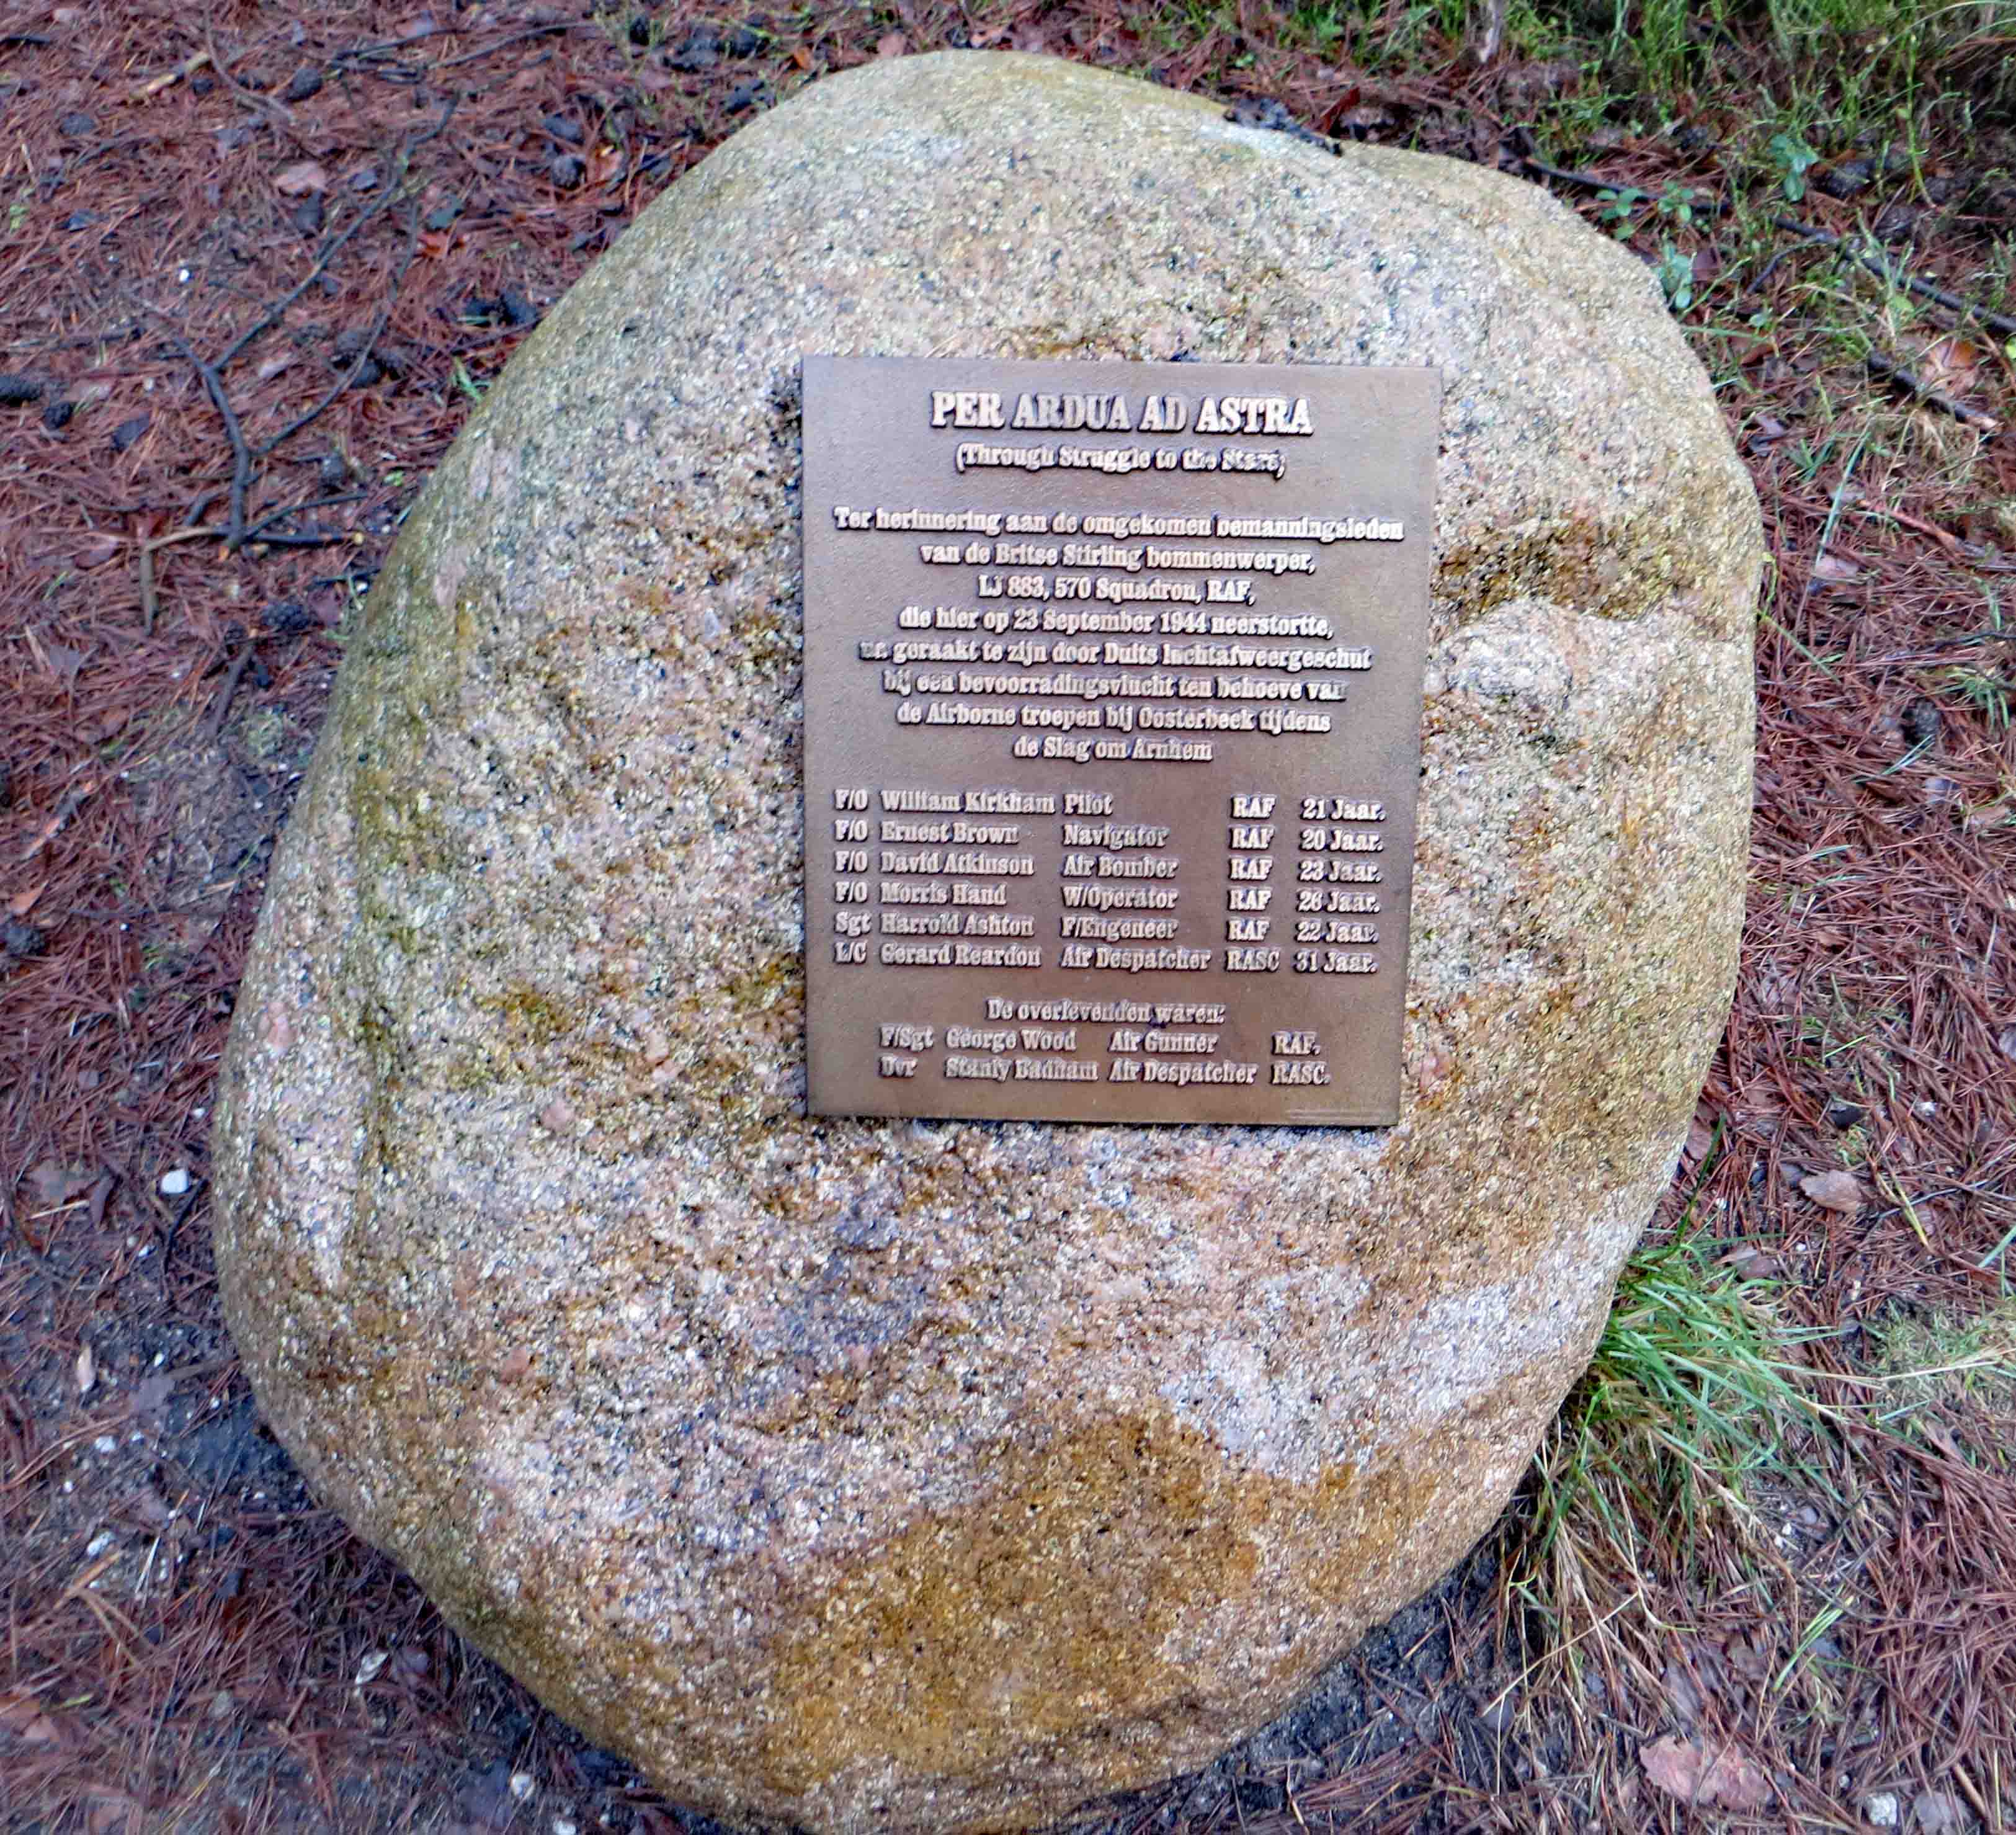 PER ARDUA AD ASTRA
(Through Struggle to the Stars)
Ter herinnering aan de omgekomen bemanningsleden
van de Britse Stirling bommenwerper,
LJ 883, 570 Squadron, RAF,
die hier op 23 September 1944 neerstortte,
na geraakt te zijn door Duits luchtafweergeschut
bij een bevoorradingsvlucht ten behoeve van
de Airborne troepen bij Oosterbeek tijdens
de Slag om Arnhem
F/O William Kirkham Pilot RAF 21 Jaar.
F/O Ernest Brown Navigator RAF 20 Jaar.
F/O David Atkinson Air Bomber RAF 23 Jaar.
F/O Morris Hand W/Operator RAF 26 Jaar.
Sgt Harrold Ashton F/Engeneer RAF 22 Jaar.
L/C Gerard Reardon Air Despatcher RASC 31 Jaar.
De overlevenden waren:
F/Sgt George Wood Air Gunner RAF.
Dvr Stanly Badham Air Despatcher RASC.